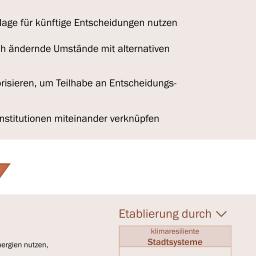 lage für künftige Entscheidungen nutzen
h ändernde Umstände mit alternativen
risieren, um Teilhabe an Entscheidungs-
nstitutionen miteinander verknüpfen
Etablierung durch
klimaresiliente
Stadtsysteme
ergien nutzen,